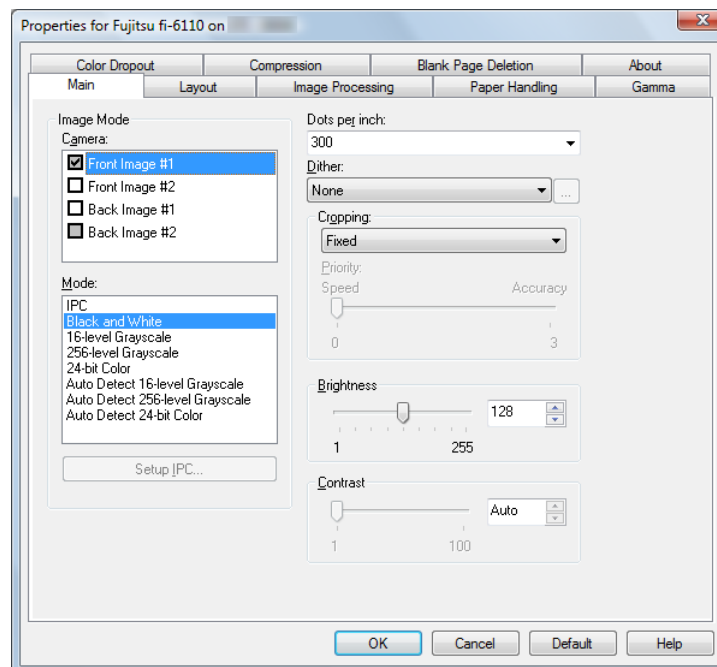 Properties for Fujitsu fi-6110 on
Color Dropout
Compression
Blank Page Deletion
About
Main
Layout
Image Processing
Paper Handling
Gamma
Image Mode
Camera:
Front Image #1
Front Image #2
Back Image #1
Back Image #2
Mode:
IPC
Black and White
16-level Grayscale
256-level Grayscale
24-bit Color
Auto Detect 16-level Grayscale
Auto Detect 256-level Grayscale
Auto Detect 24-bit Color
Setup IPC...
Dots per inch:
300
Dither:
None
...
Cropping:
Fixed
Priority:
Speed Accuracy
0 3
Brightness
128
1 255
Contrast
Auto
1 100
OK
Cancel
Default
Help